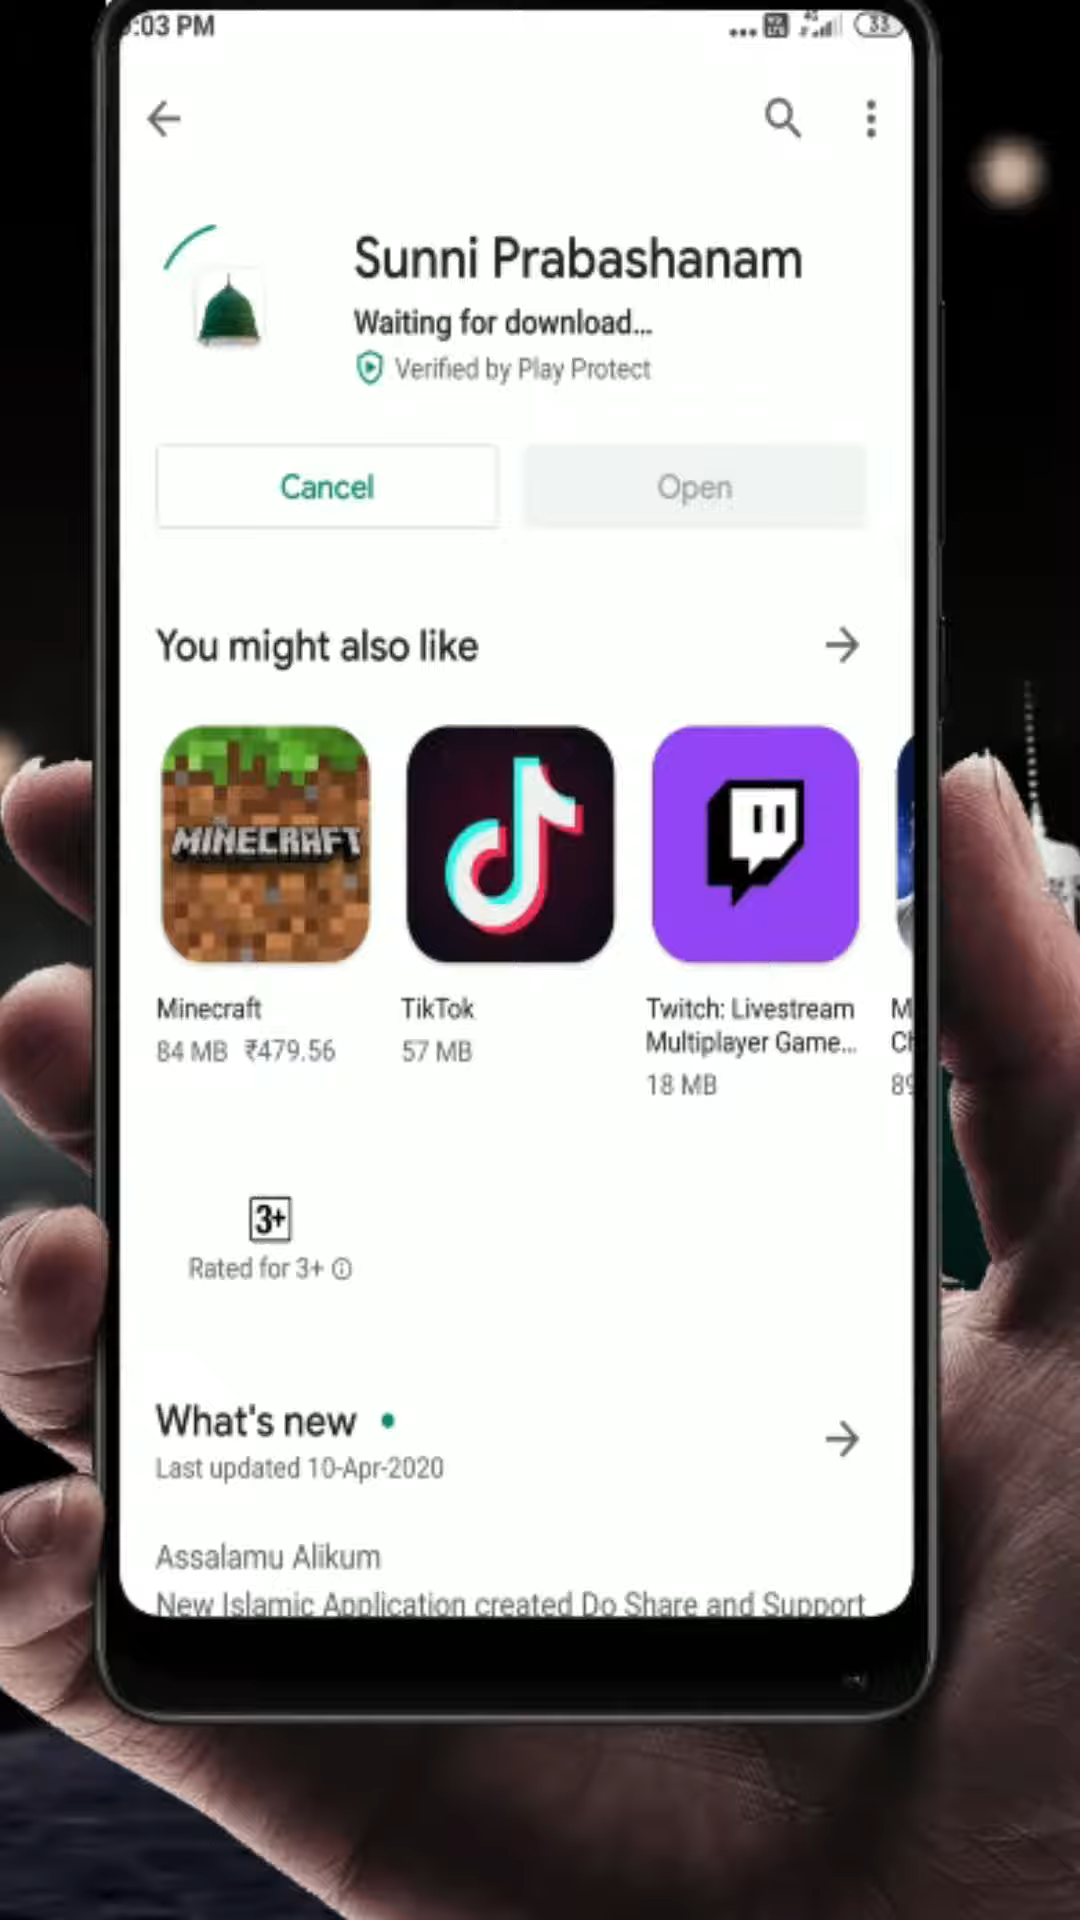 :03 PM
33
Sunni Prabashanam
Waiting for download...
Verified by Play Protect
Cancel
Open
You might also like
MINECRAFT
Minecraft
84 MB ₹479.56
TikTok
57 MB
Twitch: Livestream
Multiplayer Game...
18 MB
3+
Rated for 3+
What's new
Last updated 10-Apr-2020
Assalamu Alikum
New Islamic Application created Do Share and Support